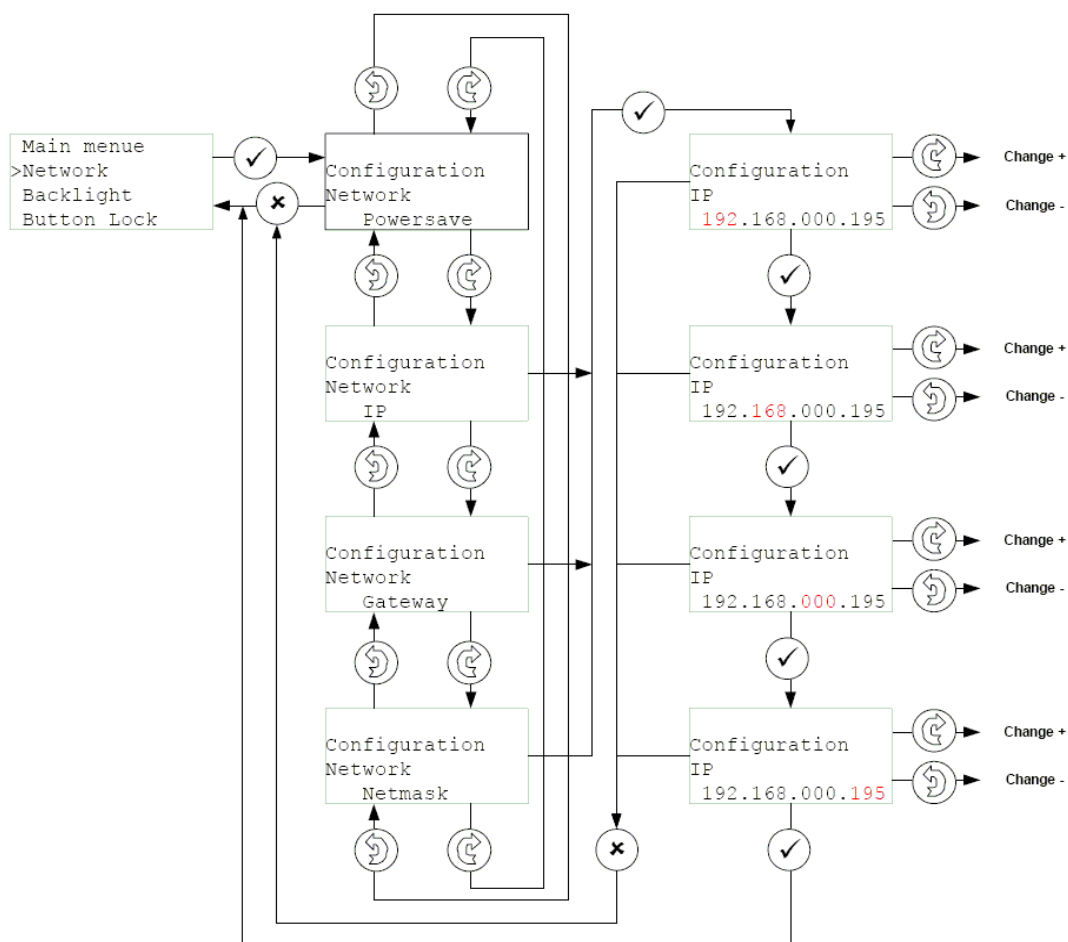 Main menue
>Network
Backlight
Button Lock
Configuration
Network
Powersave
Configuration
Network
IP
Configuration
Network
Gateway
Configuration
Network
Netmask
Configuration
IP
192.168.000.195
Change +
Change -
Configuration
IP
192.168.000.195
Change +
Change -
Configuration
IP
192.168.000.195
Change +
Change -
Configuration
IP
192.168.000.195
Change +
Change -